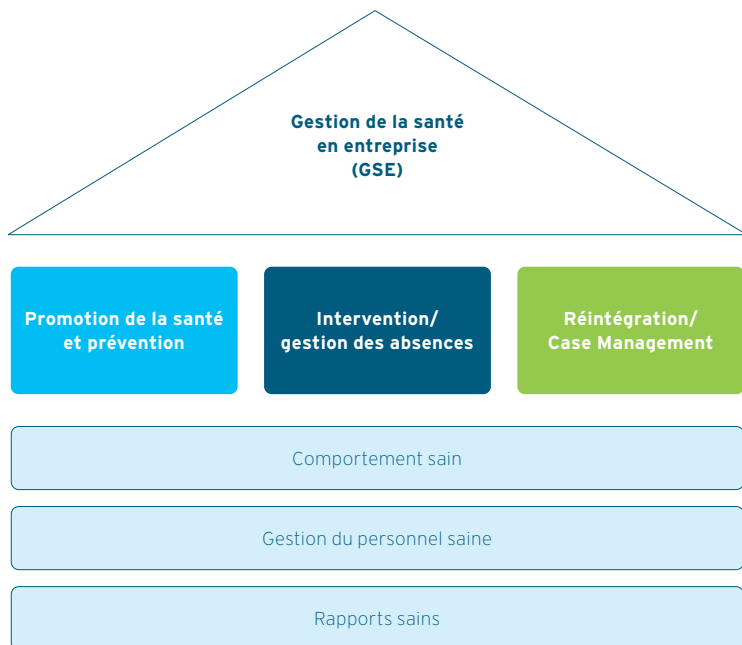 Gestion de la santé
en entreprise
(GSE)
Promotion de la santé
et prévention
Intervention/
gestion des absences
Réintégration/
Case Management
Comportement sain
Gestion du personnel saine
Rapports sains